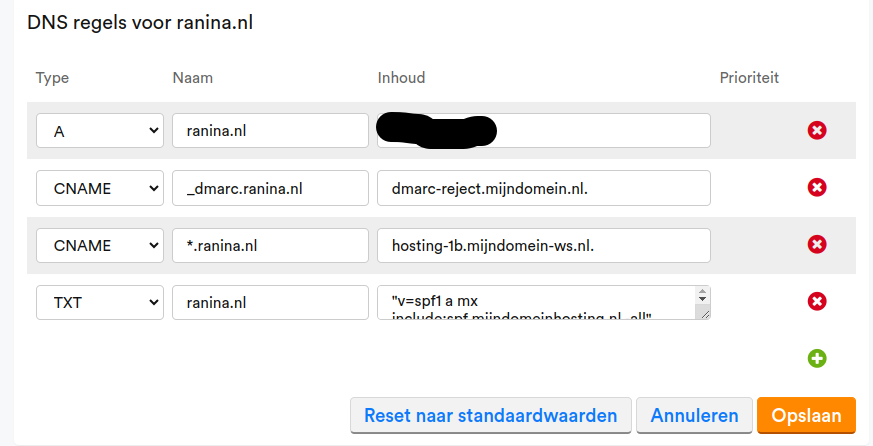 DNS regels voor ranina.nl
Type Naam Inhoud Prioriteit
A ranina.nl
CNAME _dmarc.ranina.nl dmarc-reject.mijndomein.nl.
CNAME *.ranina.nl hosting-1b.mijndomein-ws.nl.
TXT ranina.nl "v=spf1 a mx
include:spf.mijndomeinhosting.nl
Reset naar standaardwaarden Annuleren Opslaan